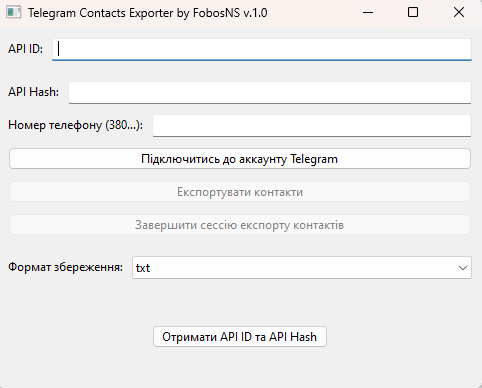 Telegram Contacts Exporter by FobosNS v.1.0
API ID:
API Hash:
Номер телефону (380...):
Підключитись до аккаунту Telegram
Експортувати контакти
Завершити сессію експорту контактів
Формат збереження: txt
Отримати API ID та API Hash